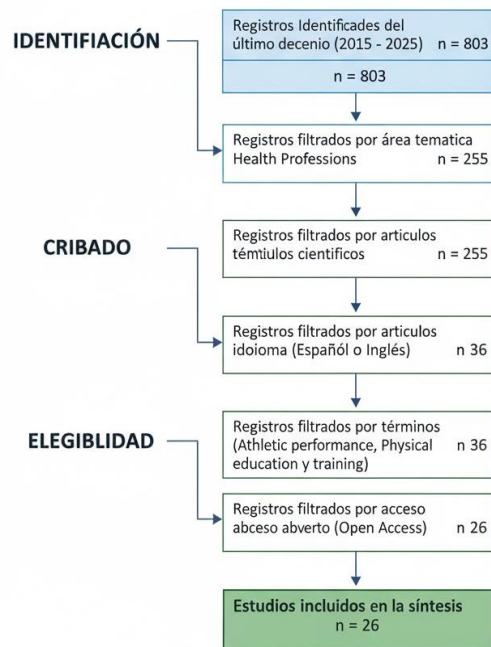 IDENTIFIACIÓN
Registros Identificades del
último decenio (2015 - 2025) n = 803
n = 803
Registros filtrados por área tematica
Health Professions n = 255
CRIBADO
Registros filtrados por articulos
témtiulos cientificos n = 255
Registros filtrados por articulos
idoioma (Españól o Inglés) n 36
ELEGIBLIDAD
Registros filtrados por términos
(Athletic performance, Physical
education y training) n 36
Registros filtrados por acceso
abceso abverto (Open Access) n 26
Estudios incluidos en la síntesis
n = 26